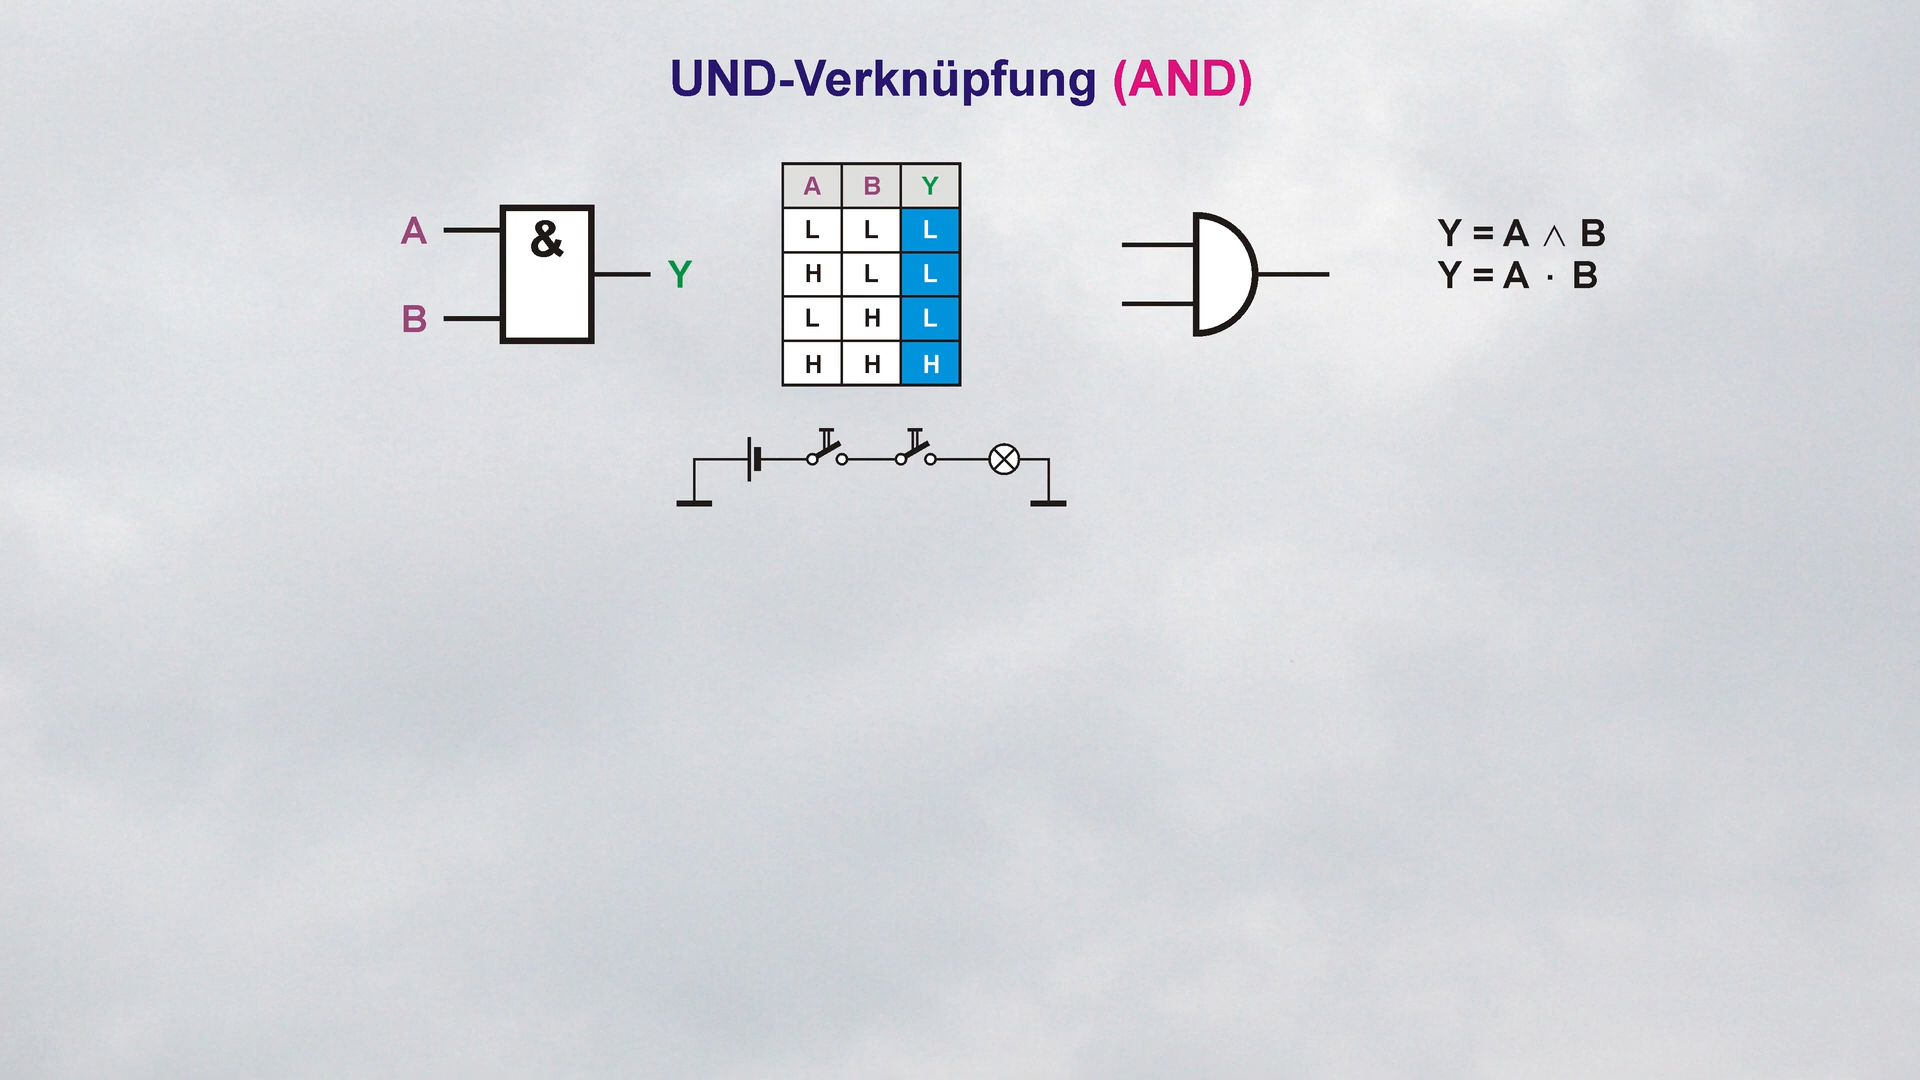 UND-Verknüpfung (AND)
A
B
&
Y
A B Y
L L L
H L L
L H L
H H H
Y = A ∧ B
Y = A · B